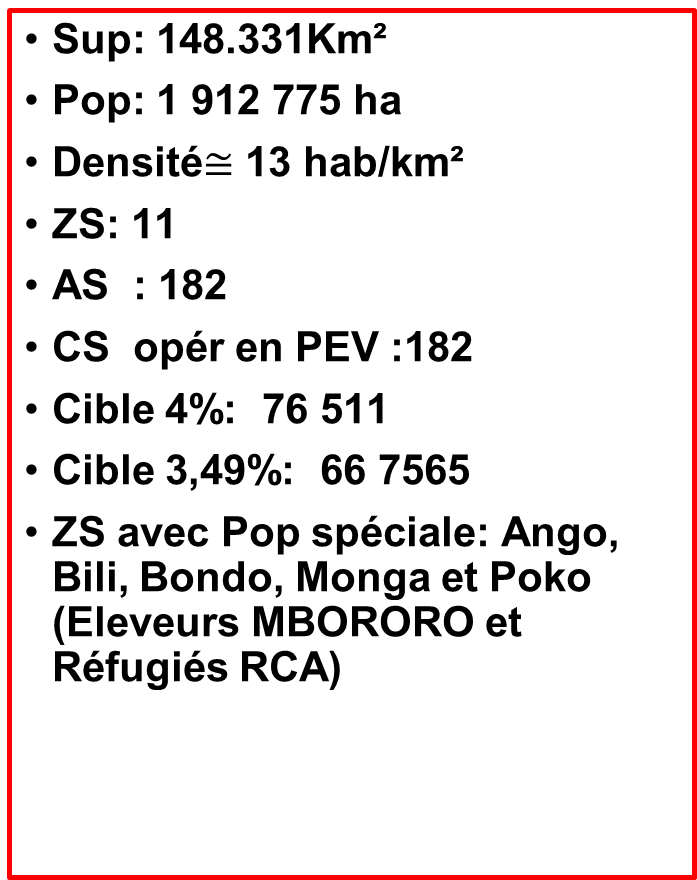 • Sup: 148.331Km²
• Pop: 1 912 775 ha
• Densité≅ 13 hab/km²
• ZS: 11
• AS  : 182
• CS  opér en PEV :182
• Cible 4%:  76 511
• Cible 3,49%:  66 7565
• ZS avec Pop spéciale: Ango,
Bili, Bondo, Monga et Poko
(Eleveurs MBORORO et
Réfugiés RCA)